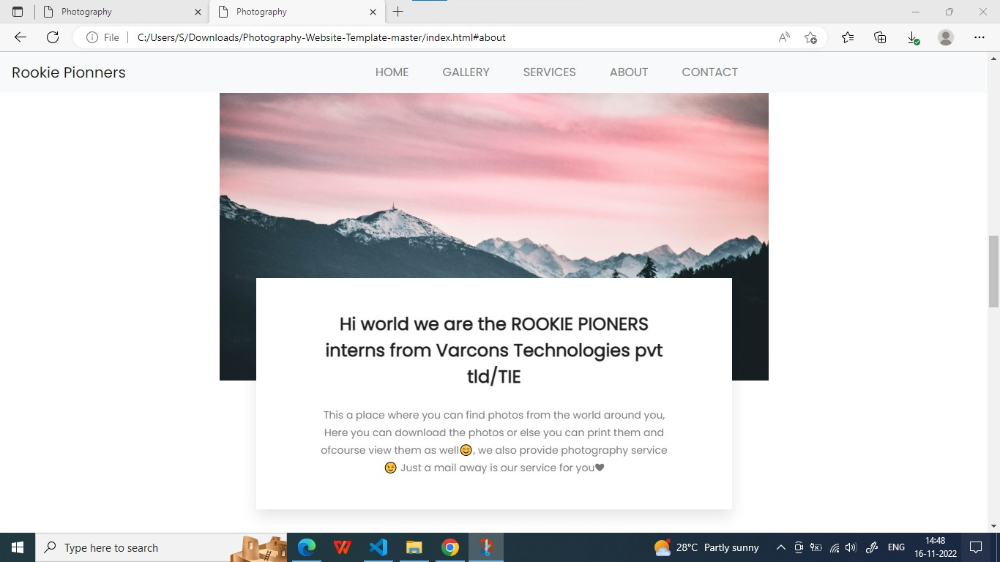 Photography
Photography
File
C:/Users/S/Downloads/Photography-Website-Template-master/index.html#about
Rookie Pionners
HOME
GALLERY
SERVICES
ABOUT
CONTACT
Hi world we are the ROOKIE PIONERS
interns from Varcons Technologies pvt
tld/TIE
This a place where you can find photos from the world around you,
Here you can download the photos or else you can print them and
ofcourse view them as well😊, we also provide photography service
😉 Just a mail away is our service for you❤
Type here to search
28°C Partly sunny
ENG
14:48
16-11-2022